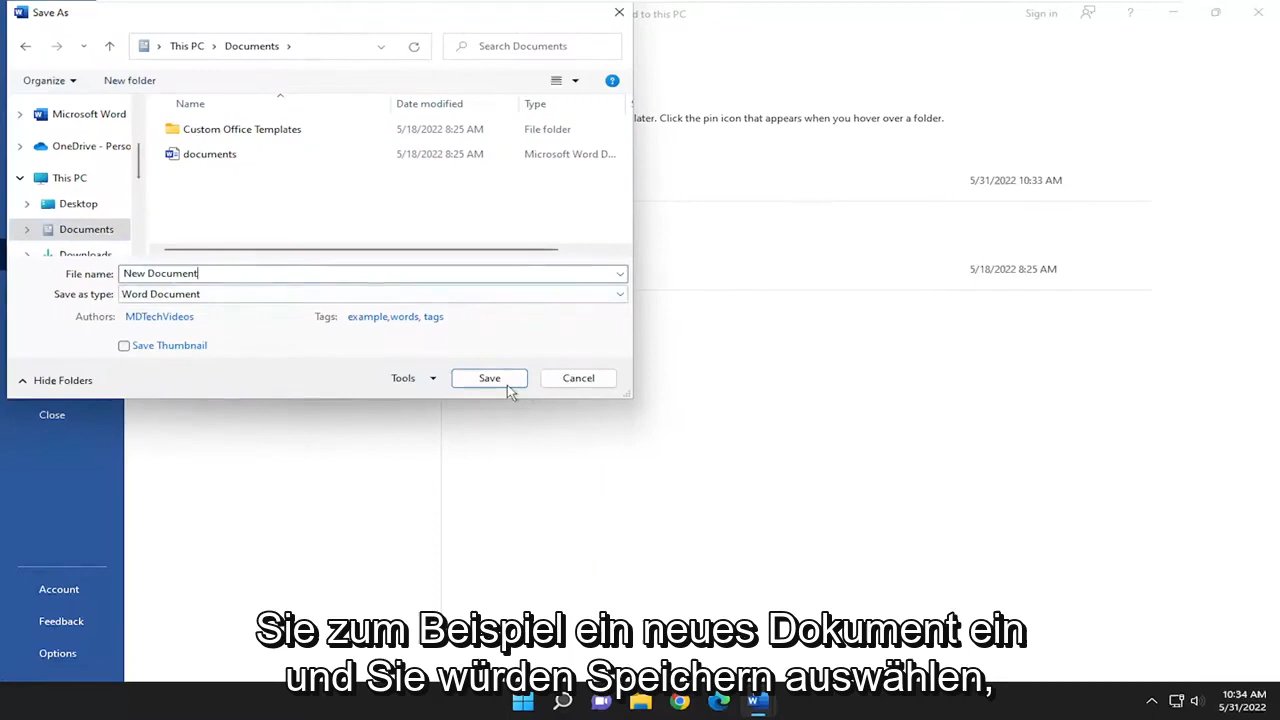 Save As
d to this PC
Sign in
This PC
Documents
Search Documents
Organize
New folder
Name
Date modified
Type
Microsoft Word
Custom Office Templates
5/18/2022 8:25 AM
File folder
later. Click the pin icon that appears when you hover over a folder.
OneDrive - Perso
documents
5/18/2022 8:25 AM
Microsoft Word D...
This PC
5/31/2022 10:33 AM
Desktop
Documents
Downloads
File name: New Document
5/18/2022 8:25 AM
Save as type: Word Document
Authors: MDTechVideos
Tags: example,words, tags
Save Thumbnail
Hide Folders
Tools
Save
Cancel
Close
Account
Feedback
Options
Sie zum Beispiel ein neues Dokument ein
und Sie würden Speichern auswählen,
10:34 AM
5/31/2022